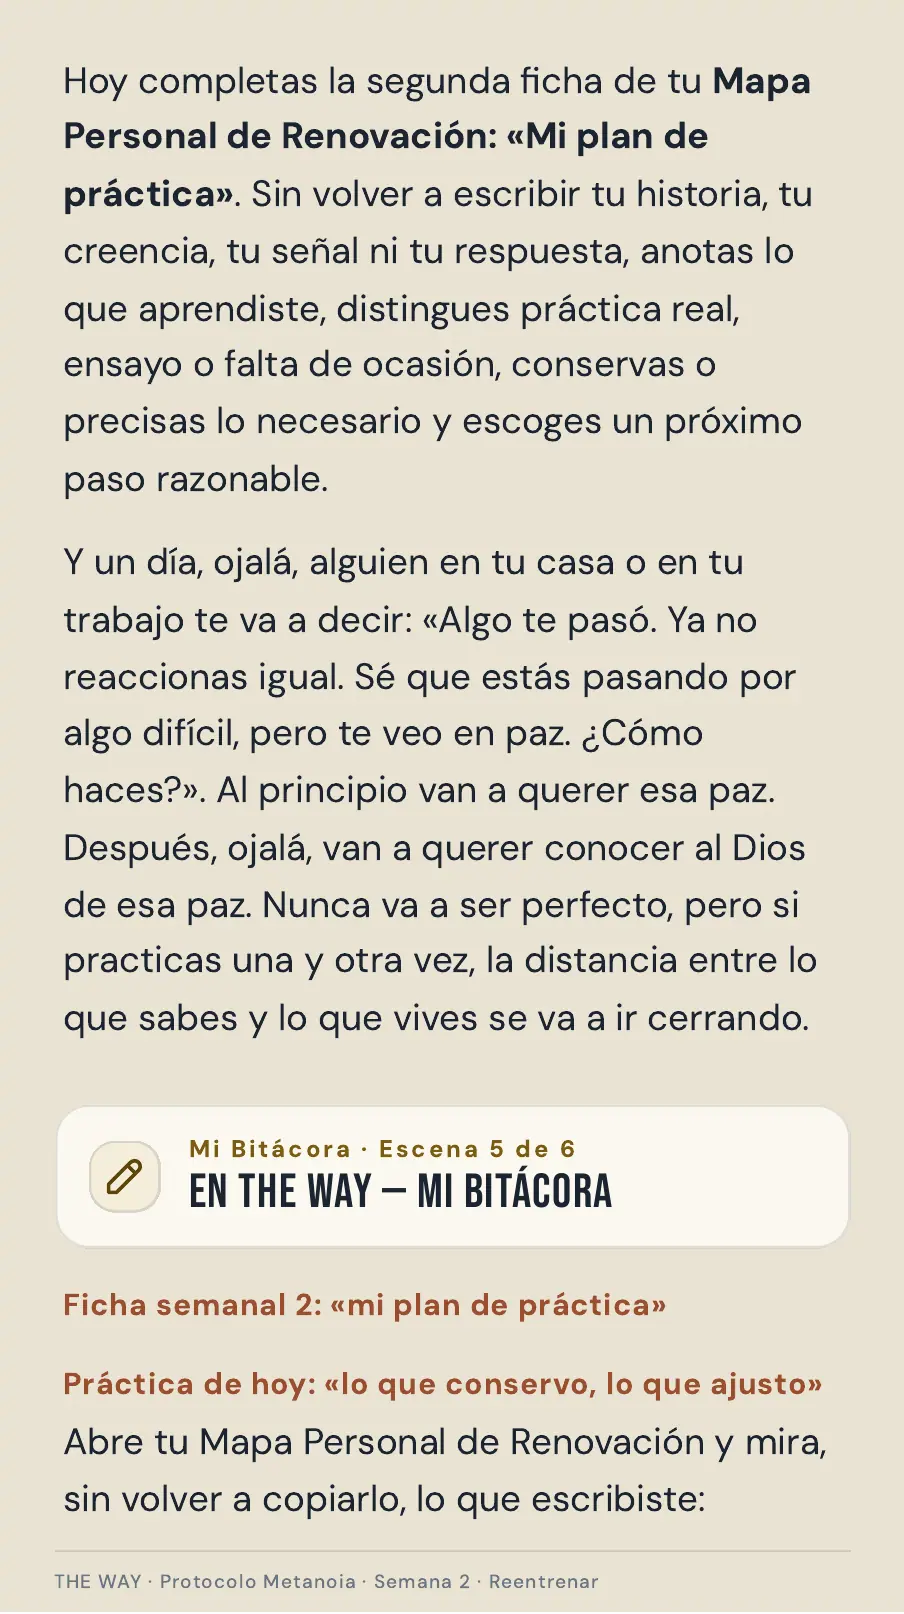 Hoy completas la segunda ficha de tu Mapa
Personal de Renovación: «Mi plan de
práctica». Sin volver a escribir tu historia, tu
creencia, tu señal ni tu respuesta, anotas lo
que aprendiste, distingues práctica real,
ensayo o falta de ocasión, conservas o
precisas lo necesario y escoges un próximo
paso razonable.
Y un día, ojalá, alguien en tu casa o en tu
trabajo te va a decir: «Algo te pasó. Ya no
reaccionas igual. Sé que estás pasando por
algo difícil, pero te veo en paz. ¿Cómo
haces?». Al principio van a querer esa paz.
Después, ojalá, van a querer conocer al Dios
de esa paz. Nunca va a ser perfecto, pero si
practicas una y otra vez, la distancia entre lo
que sabes y lo que vives se va a ir cerrando.
Mi Bitácora · Escena 5 de 6
EN THE WAY — MI BITÁCORA
Ficha semanal 2: «mi plan de práctica»
Práctica de hoy: «lo que conservo, lo que ajusto»
Abre tu Mapa Personal de Renovación y mira,
sin volver a copiarlo, lo que escribiste:
THE WAY · Protocolo Metanoia · Semana 2 · Reentrenar